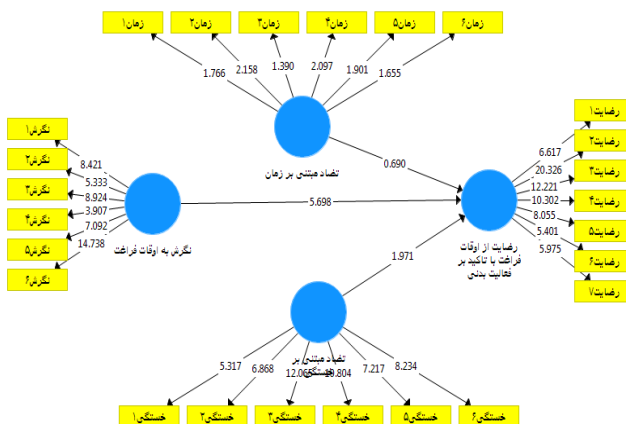 زمان۱ زمان۲ زمان۳ زمان۴ زمان۵ زمان۶
1.766 2.158 1.390 2.097 1.901 1.655
تضاد مبتنی بر زمان
0.690
نگرش۱
نگرش۲
نگرش۳
نگرش۴
نگرش۵
نگرش۶
8.421
5.333
8.924
3.907
7.092
14.738
نگرش به اوقات فراغت
5.698
1.971
رضایت۱
رضایت۲
رضایت۳
رضایت۴
رضایت۵
رضایت۶
رضایت۷
6.617
20.326
12.221
10.302
8.055
5.401
5.975
رضایت از اوقات
فراغت با تاکید بر
فعالیت بدنی
تضاد مبتنی بر
خستگی
5.317 6.868 7.217 8.234
خستگی۱ خستگی۲ خستگی۳ خستگی۴ خستگی۵ خستگی۶